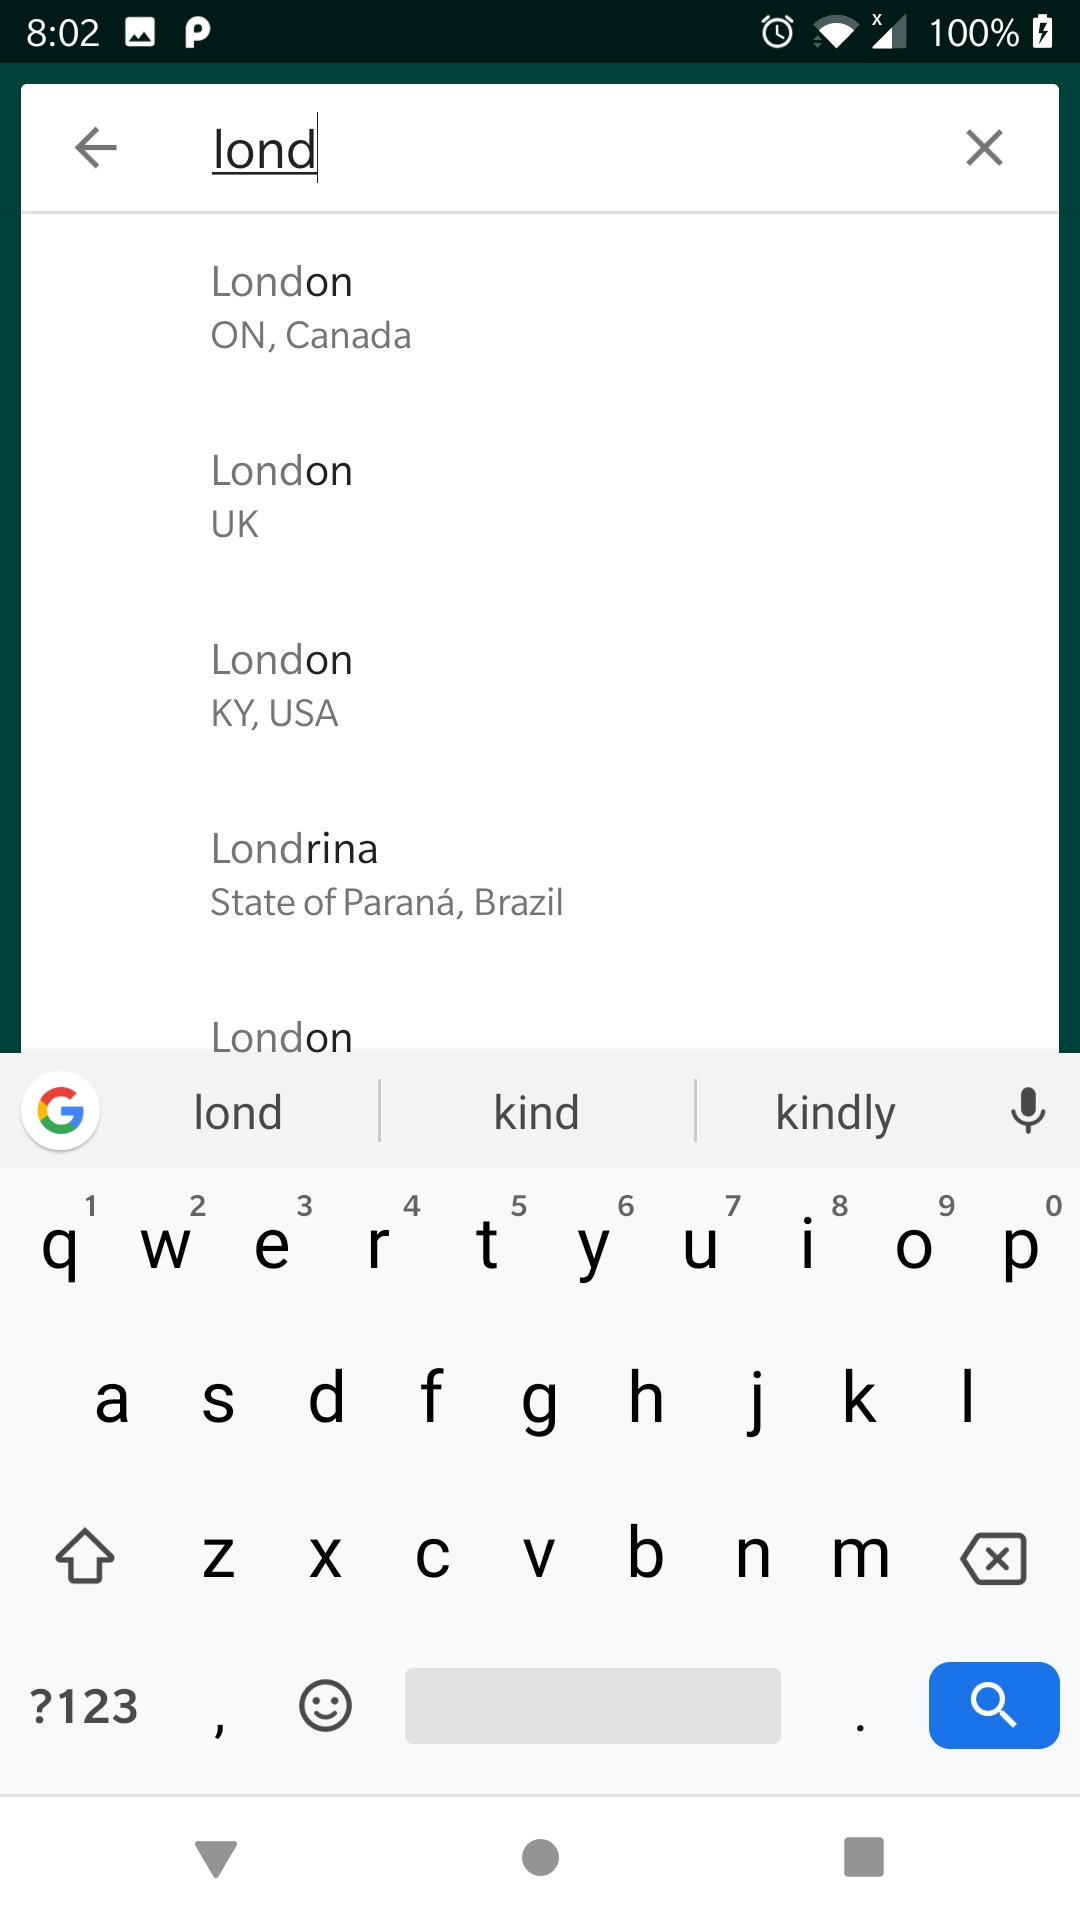 8:02 100%
lond
London
ON, Canada
London
UK
London
KY, USA
Londrina
State of Paraná, Brazil
London
lond kind kindly
1 2 3 4 5 6 7 8 9 0
q w e r t y u i o p
a s d f g h j k l
z x c v b n m
?123 , .